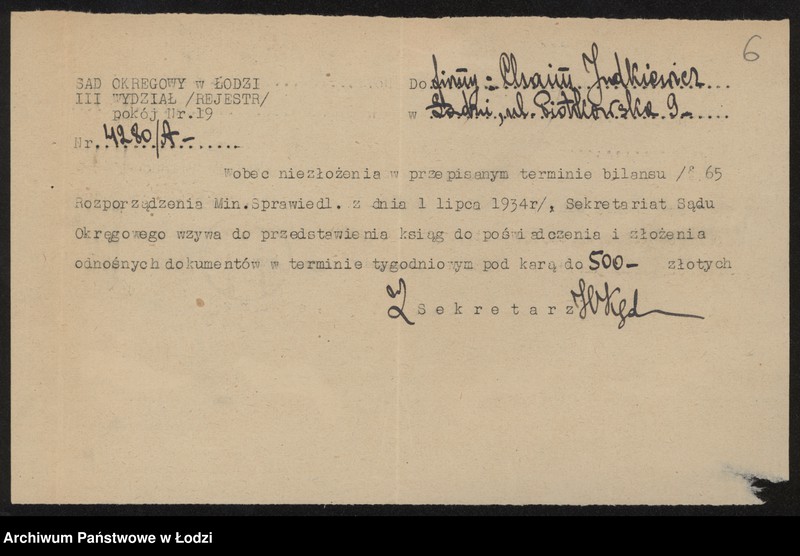 6
SAD OKREGOWY w ŁODZI
III WYDZIAŁ /REJESTR/
pokój Nr.19
Nr. 4280/A-
Do firmy - Chaim Judkiewicz
w Łodzi, ul. Piotrkowska 9-
Wobec niezłożenia w przepisanym terminie bilansu /§ 65
Rozporządzenia Min.Sprawiedl. z dnia 1 lipca 1934r/, Sekretariat Sądu
Okręgowego wzywa do przedstawienia ksiąg do poświadczenia i złożenia
odnośnych dokumentów w terminie tygodniowym pod karą do 500- złotych
Sekretarz
Archiwum Państwowe w Łodzi